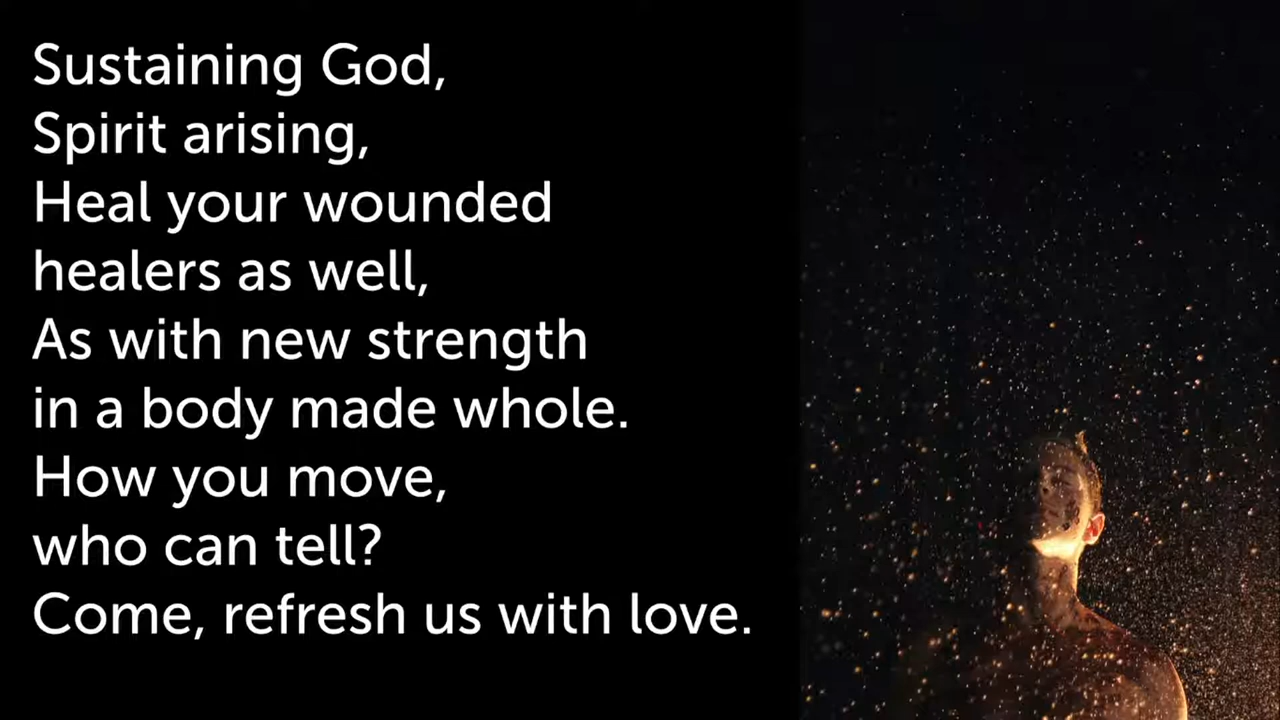 Sustaining God,
Spirit arising,
Heal your wounded
healers as well,
As with new strength
in a body made whole.
How you move,
who can tell?
Come, refresh us with love.